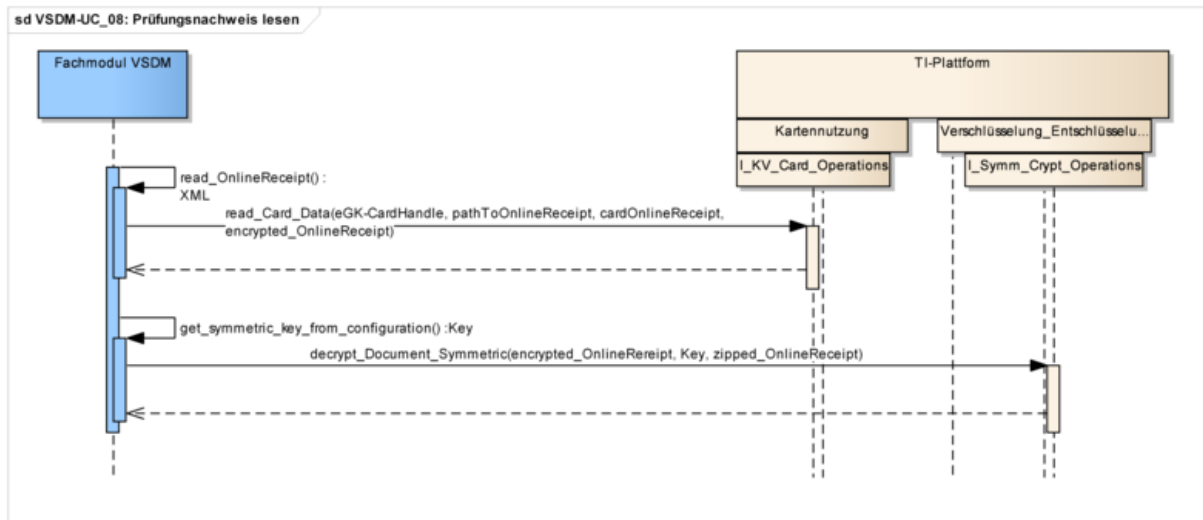 sd VSDM-UC_08: Prüfungsnachweis lesen
Fachmodul VSDM
TI-Plattform
Kartennutzung
Verschlüsselung_Entschlüsselu...
I_KV_Card_Operations
I_Symm_Crypt_Operations
read_OnlineReceipt() :
XML
read_Card_Data(eGK-CardHandle, pathToOnlineReceipt, cardOnlineReceipt,
encrypted_OnlineReceipt)
get_symmetric_key_from_configuration() :Key
decrypt_Document_Symmetric(encrypted_OnlineRereipt, Key, zipped_OnlineReceipt)